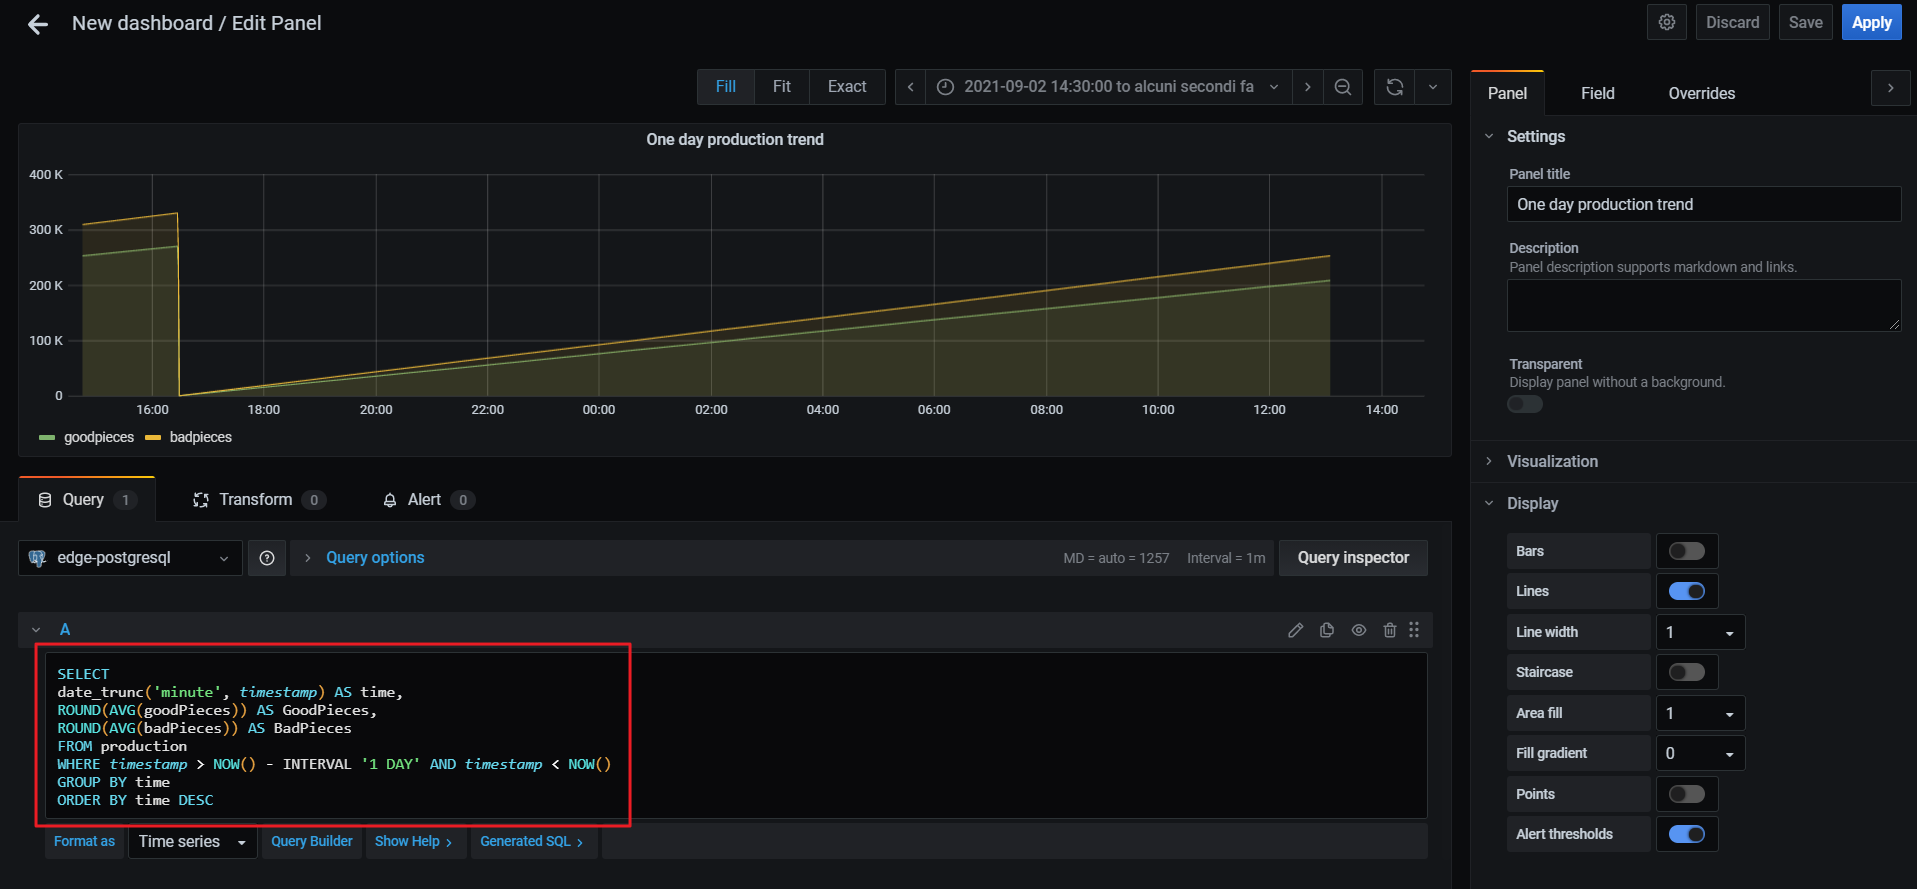 New dashboard / Edit Panel
Discard
Save
Apply
Fill
Fit
Exact
2021-09-02 14:30:00 to alcuni secondi fa
One day production trend
400 K
300 K
200 K
100 K
0
16:00
18:00
20:00
22:00
00:00
02:00
04:00
06:00
08:00
10:00
12:00
14:00
goodpieces
badpieces
Query 1
Transform 0
Alert 0
edge-postgresql
Query options
MD = auto = 1257
Interval = 1m
Query inspector
A
SELECT
date_trunc('minute', timestamp) AS time,
ROUND(AVG(goodPieces)) AS GoodPieces,
ROUND(AVG(badPieces)) AS BadPieces
FROM production
WHERE timestamp > NOW() - INTERVAL '1 DAY' AND timestamp < NOW()
GROUP BY time
ORDER BY time DESC
Format as
Time series
Query Builder
Show Help
Generated SQL
Panel
Field
Overrides
Settings
Panel title
One day production trend
Description
Panel description supports markdown and links.
Transparent
Display panel without a background.
Visualization
Display
Bars
Lines
Line width
1
Staircase
Area fill
1
Fill gradient
0
Points
Alert thresholds